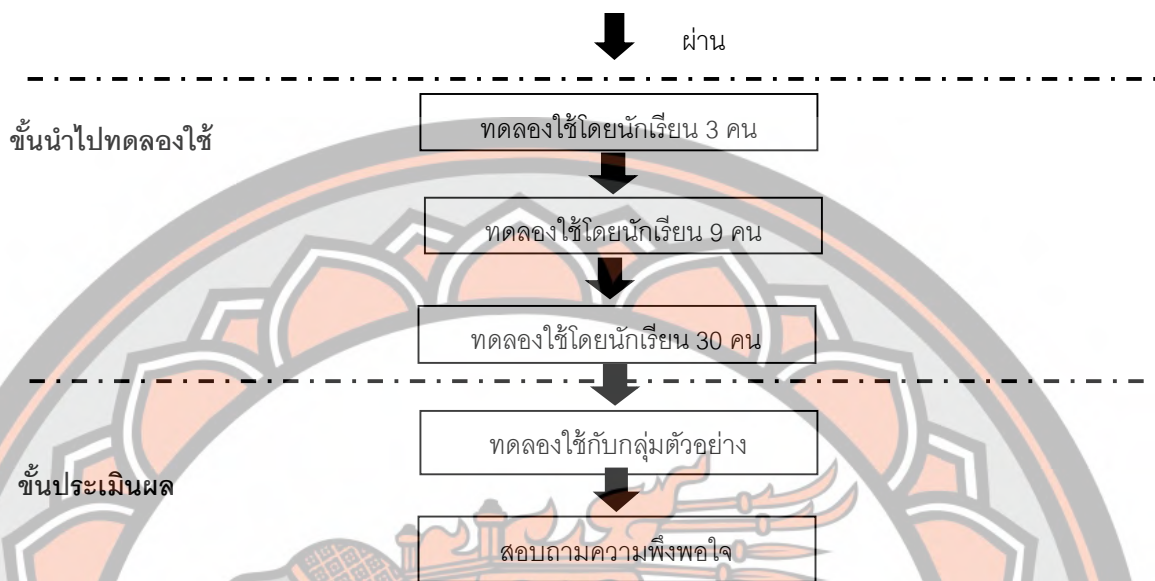 ผ่าน
ขั้นนำไปทดลองใช้
ทดลองใช้โดยนักเรียน 3 คน
ทดลองใช้โดยนักเรียน 9 คน
ทดลองใช้โดยนักเรียน 30 คน
ทดลองใช้กับกลุ่มตัวอย่าง
ขั้นประเมินผล
สอบถามความพึงพอใจ